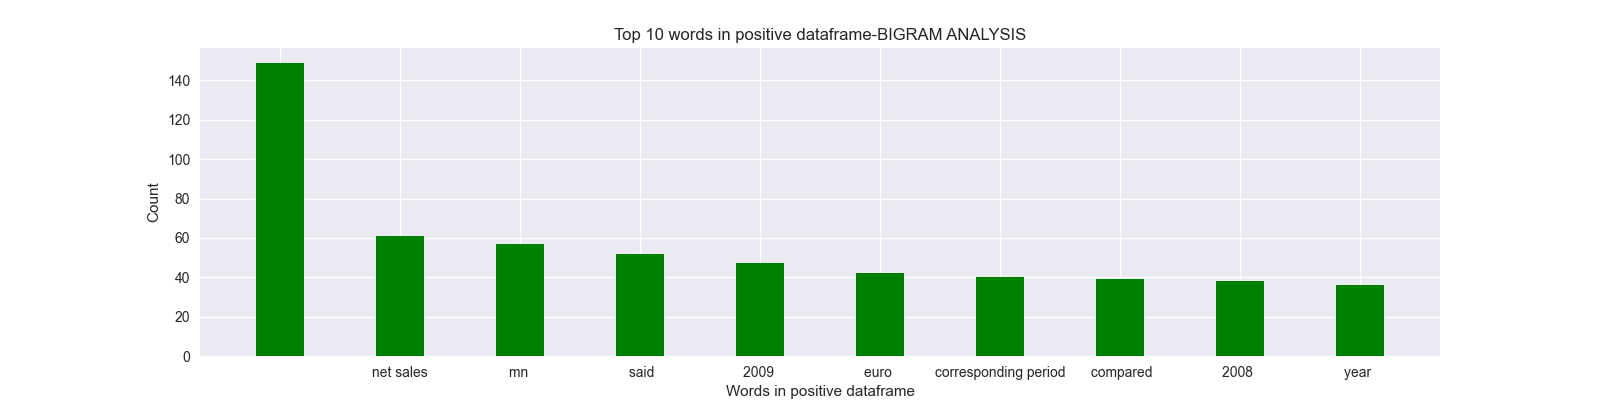 Top 10 words in positive dataframe-BIGRAM ANALYSIS
Count
140
120
100
80
60
40
20
0
net sales mn said 2009 euro corresponding period compared 2008 year
Words in positive dataframe